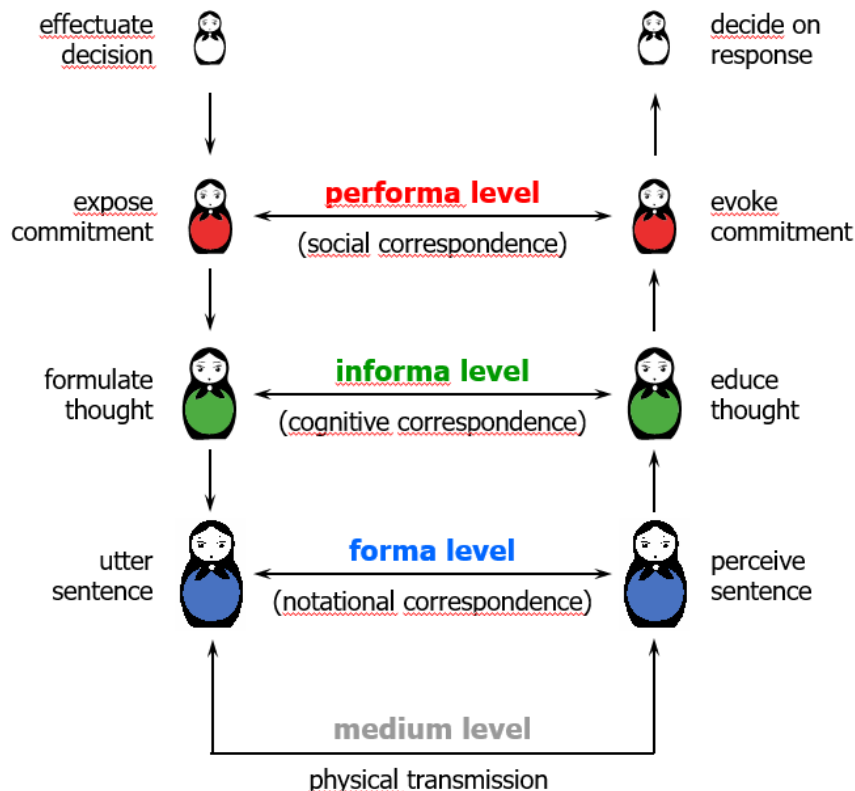 effectuate
decision
decide on
response
expose
commitment
performa level
(social correspondence)
evoke
commitment
formulate
thought
informa level
(cognitive correspondence)
educe
thought
utter
sentence
forma level
(notational correspondence)
perceive
sentence
medium level
physical transmission